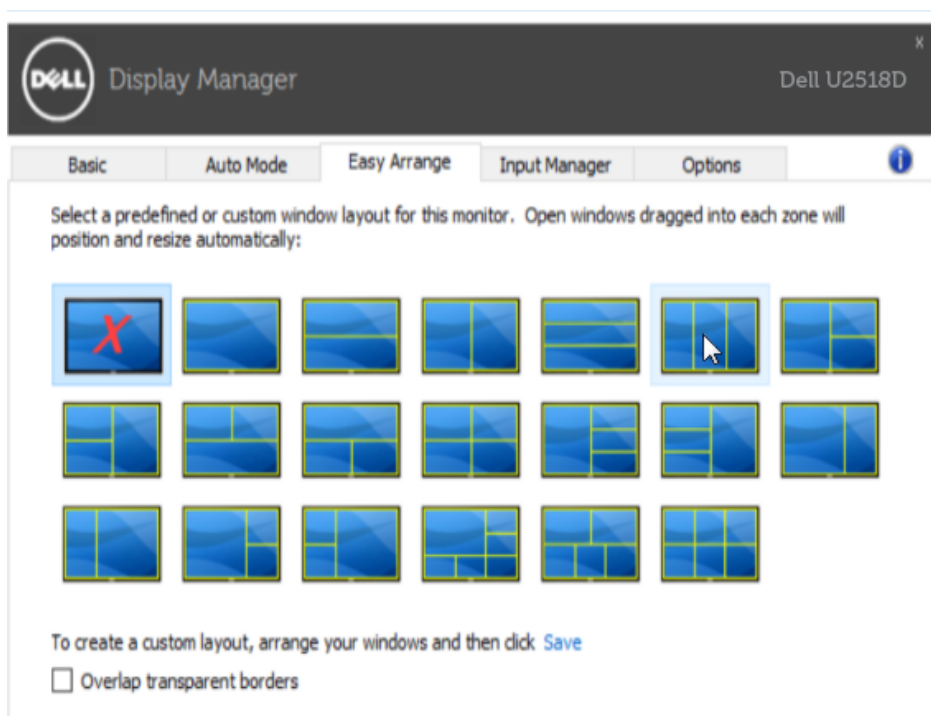 X
DELL Display Manager
Dell U2518D
Basic Auto Mode Easy Arrange Input Manager Options i
Select a predefined or custom window layout for this monitor. Open windows dragged into each zone will
position and resize automatically:
X
To create a custom layout, arrange your windows and then click Save
Overlap transparent borders